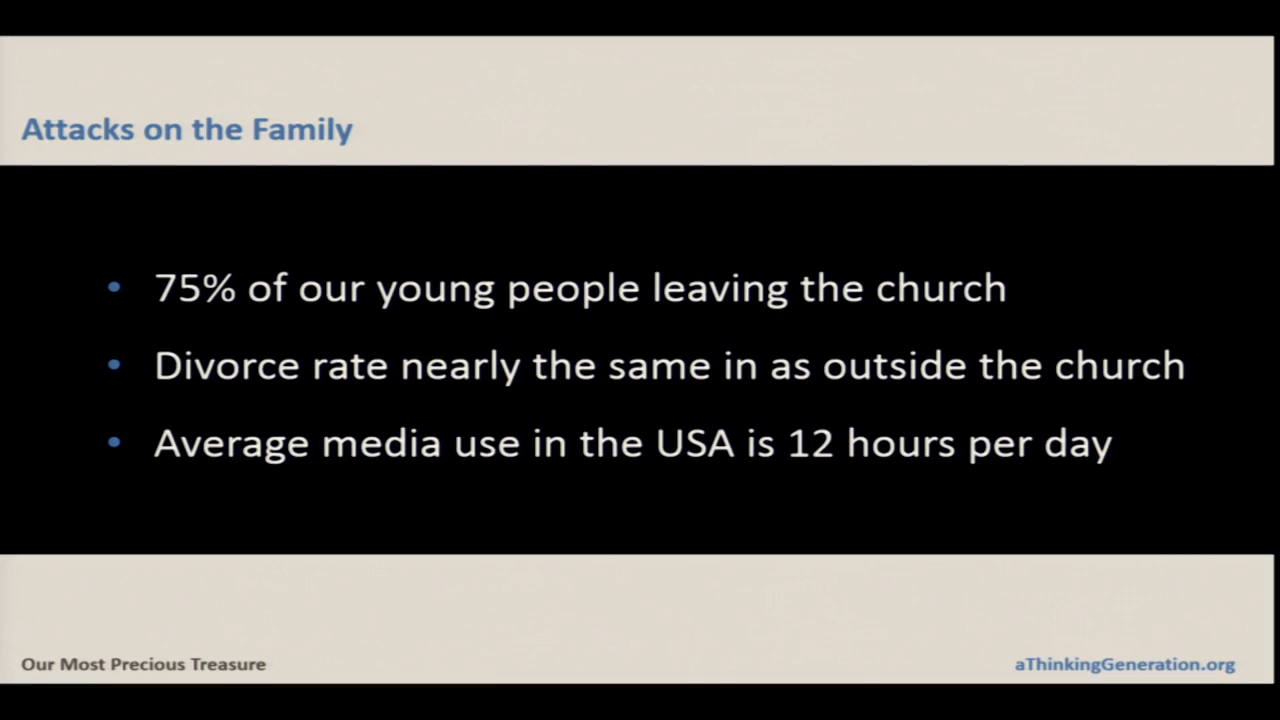 Attacks on the Family
• 75% of our young people leaving the church
• Divorce rate nearly the same in as outside the church
• Average media use in the USA is 12 hours per day
Our Most Precious Treasure
aThinkingGeneration.org